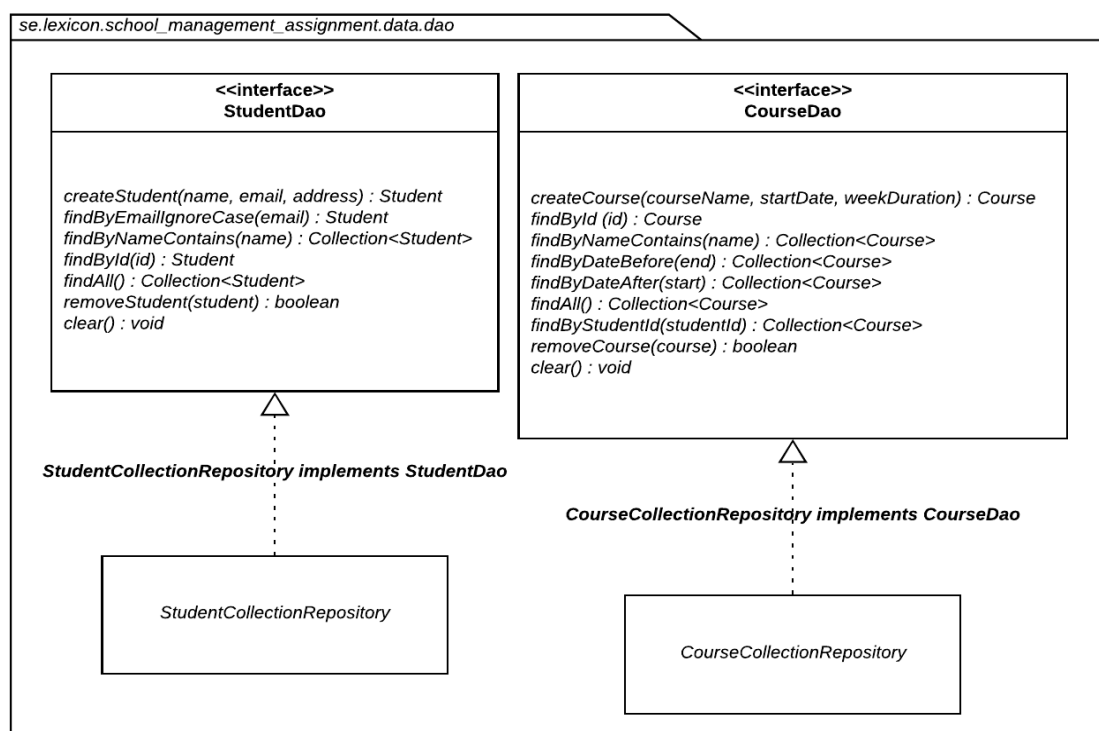 se.lexicon.school_management_assignment.data.dao
<<interface>>
StudentDao
createStudent(name, email, address) : Student
findByEmailIgnoreCase(email) : Student
findByNameContains(name) : Collection<Student>
findById(id) : Student
findAll() : Collection<Student>
removeStudent(student) : boolean
clear() : void
<<interface>>
CourseDao
createCourse(courseName, startDate, weekDuration) : Course
findById (id) : Course
findByNameContains(name) : Collection<Course>
findByDateBefore(end) : Collection<Course>
findByDateAfter(start) : Collection<Course>
findAll() : Collection<Course>
findByStudentId(studentId) : Collection<Course>
removeCourse(course) : boolean
clear() : void
StudentCollectionRepository implements StudentDao
CourseCollectionRepository implements CourseDao
StudentCollectionRepository
CourseCollectionRepository